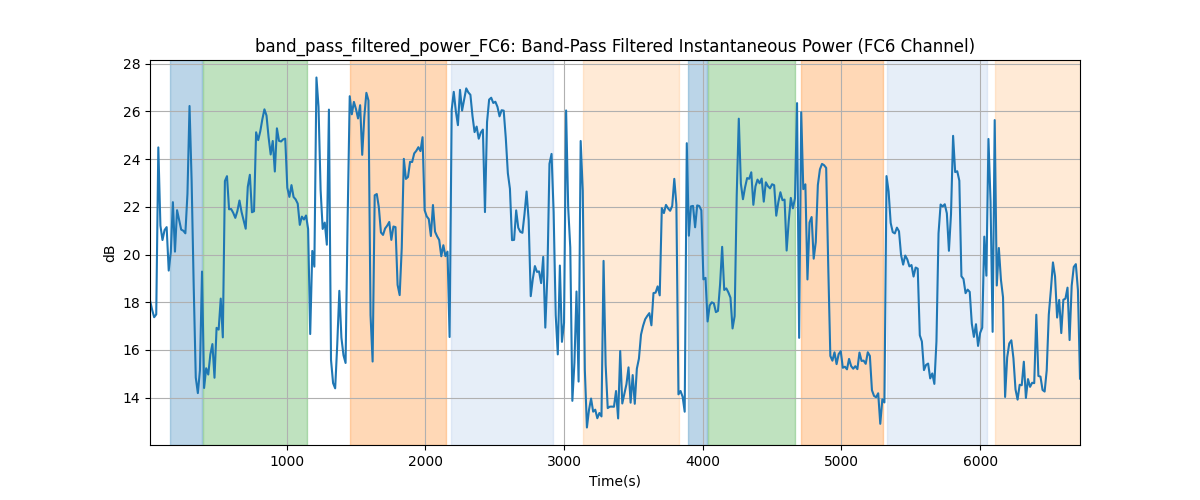 band_pass_filtered_power_FC6: Band-Pass Filtered Instantaneous Power (FC6 Channel)
28
26
24
22
20
18
16
14
dB
1000 2000 3000 4000 5000 6000
Time(s)